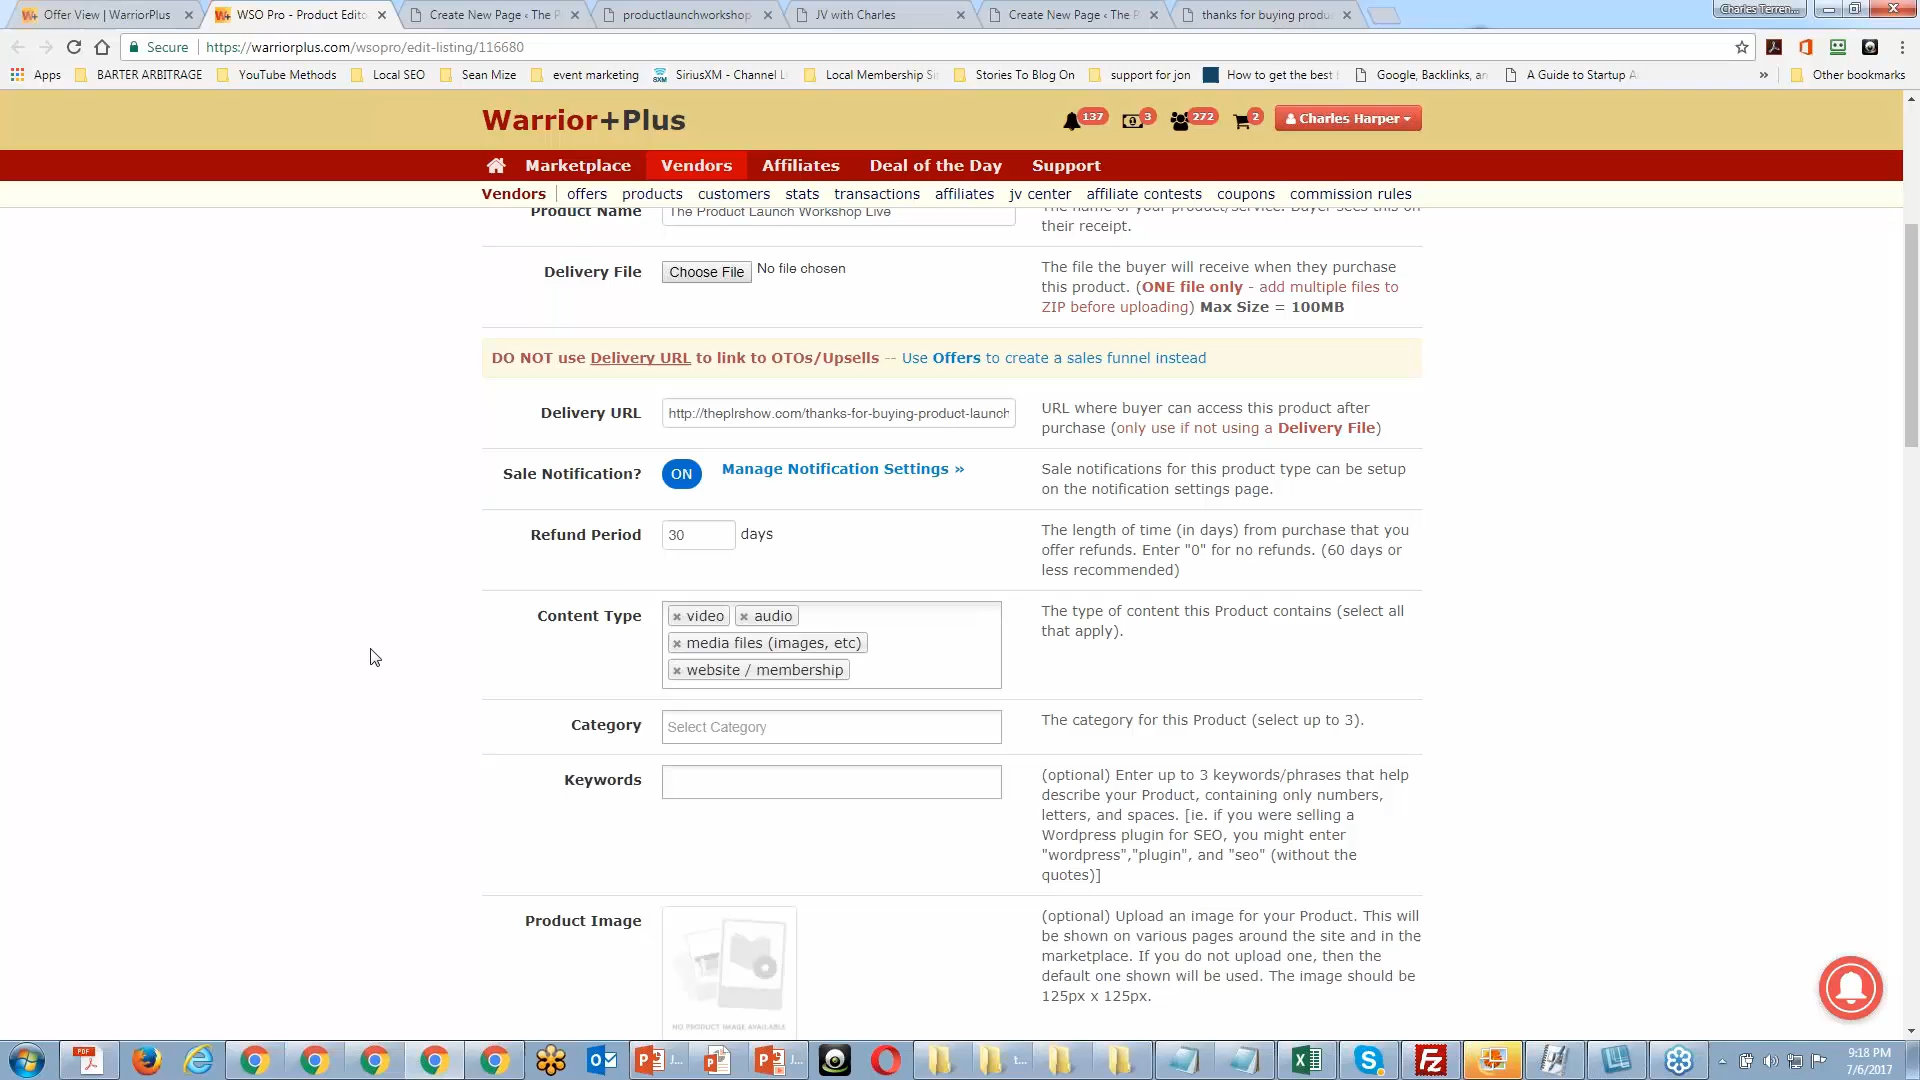 Offer View | WarriorPlus
WSO Pro - Product Edito
Create New Page ‹ The P
productlaunchworkshop
JV with Charles
Create New Page ‹ The P
thanks for buying produ
Charles Terren...
Secure
https://warriorplus.com/wsopro/edit-listing/116680
Apps
BARTER ARBITRAGE
YouTube Methods
Local SEO
Sean Mize
event marketing
SiriusXM - Channel L
Local Membership Si
Stories To Blog On
support for jon
How to get the best
Google, Backlinks, an
A Guide to Startup A
»
Other bookmarks
Warrior+Plus
137
3
272
2
Charles Harper
Marketplace
Vendors
Affiliates
Deal of the Day
Support
Vendors
offers
products
customers
stats
transactions
affiliates
jv center
affiliate contests
coupons
commission rules
Product Name
The Product Launch Workshop Live
The name of your product/service. Buyer sees this on
their receipt.
Delivery File
Choose File
No file chosen
The file the buyer will receive when they purchase
this product. (ONE file only - add multiple files to
ZIP before uploading) Max Size = 100MB
DO NOT use Delivery URL to link to OTOs/Upsells -- Use Offers to create a sales funnel instead
Delivery URL
http://theplrshow.com/thanks-for-buying-product-launch
URL where buyer can access this product after
purchase (only use if not using a Delivery File)
Sale Notification?
ON
Manage Notification Settings »
Sale notifications for this product type can be setup
on the notification settings page.
Refund Period
30
days
The length of time (in days) from purchase that you
offer refunds. Enter "0" for no refunds. (60 days or
less recommended)
Content Type
video
audio
media files (images, etc)
website / membership
The type of content this Product contains (select all
that apply).
Category
Select Category
The category for this Product (select up to 3).
Keywords
(optional) Enter up to 3 keywords/phrases that help
describe your Product, containing only numbers,
letters, and spaces. [ie. if you were selling a
Wordpress plugin for SEO, you might enter
"wordpress","plugin", and "seo" (without the
quotes)]
Product Image
NO PRODUCT IMAGE AVAILABLE
(optional) Upload an image for your Product. This will
be shown on various pages around the site and in the
marketplace. If you do not upload one, then the
default one shown will be used. The image should be
125px x 125px.
J...
J...
t...
9:18 PM
7/6/2017